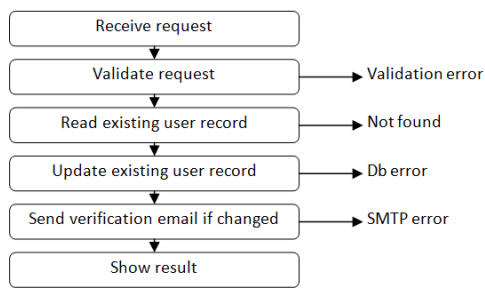 Receive request
Validate request
Validation error
Read existing user record
Not found
Update existing user record
Db error
Send verification email if changed
SMTP error
Show result